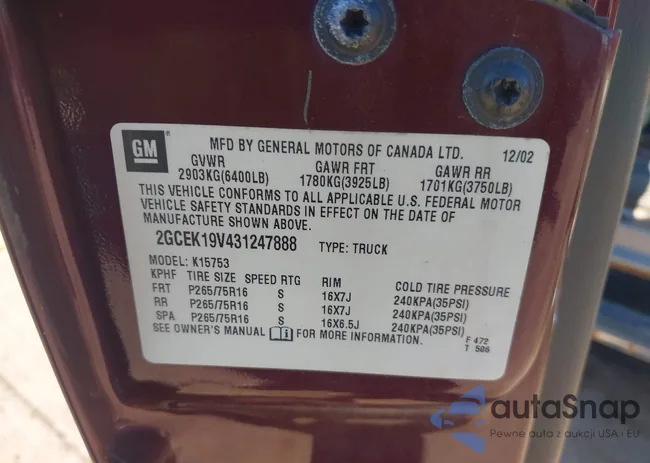 GM
MFD BY GENERAL MOTORS OF CANADA LTD. 12/02
GVWR GAWR FRT GAWR RR
2903KG(6400LB) 1780KG(3925LB) 1701KG(3750LB)
THIS VEHICLE CONFORMS TO ALL APPLICABLE U.S. FEDERAL MOTOR
VEHICLE SAFETY STANDARDS IN EFFECT ON THE DATE OF
MANUFACTURE SHOWN ABOVE.
2GCEK19V431247888 TYPE: TRUCK
MODEL: K15753
KPHF TIRE SIZE SPEED RTG RIM COLD TIRE PRESSURE
FRT P265/75R16 S 16X7J 240KPA(35PSI)
RR P265/75R16 S 16X7J 240KPA(35PSI)
SPA P265/75R16 S 16X6.5J 240KPA(35PSI)
SEE OWNER'S MANUAL FOR MORE INFORMATION.
F 472
T 506
autaSnap
Pewne auta z aukcji USA i EU